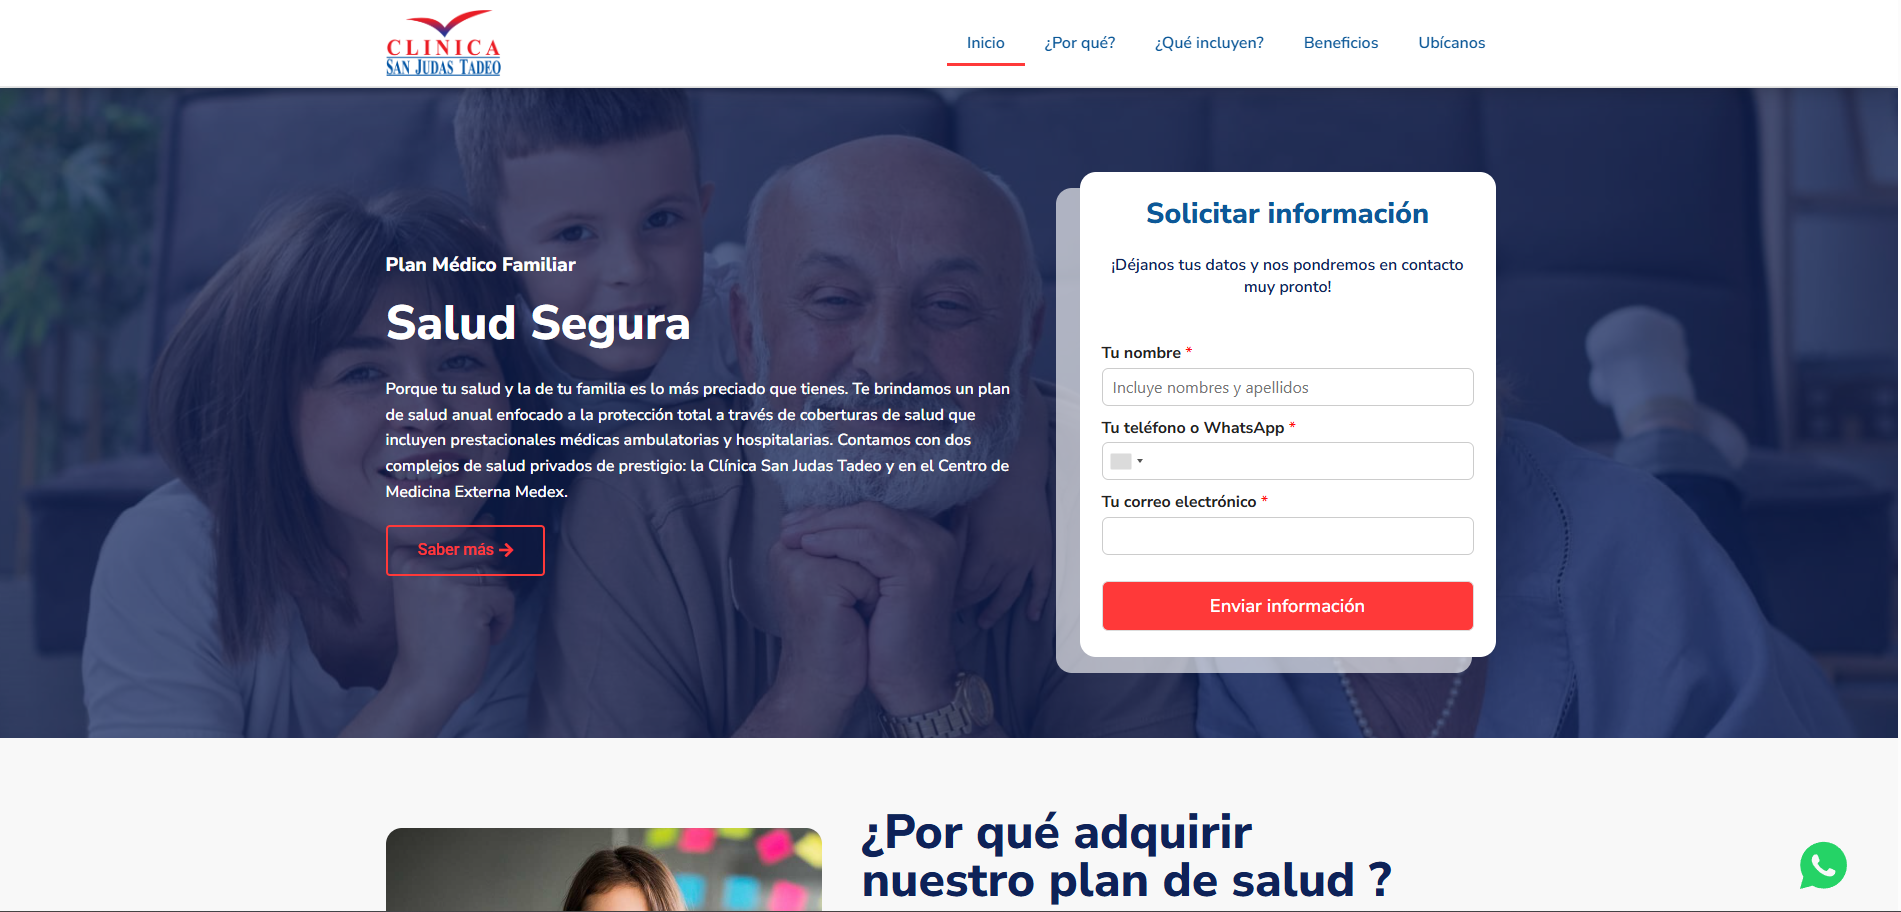 CLINICA
SAN JUDAS TADEO
Inicio
¿Por qué?
¿Qué incluyen?
Beneficios
Ubícanos
Plan Médico Familiar
Salud Segura
Porque tu salud y la de tu familia es lo más preciado que tienes. Te brindamos un plan
de salud anual enfocado a la protección total a través de coberturas de salud que
incluyen prestacionales médicas ambulatorias y hospitalarias. Contamos con dos
complejos de salud privados de prestigio: la Clínica San Judas Tadeo y en el Centro de
Medicina Externa Medex.
Saber más
Solicitar información
¡Déjanos tus datos y nos pondremos en contacto
muy pronto!
Tu nombre *
Incluye nombres y apellidos
Tu teléfono o WhatsApp *
Tu correo electrónico *
Enviar información
¿Por qué adquirir
nuestro plan de salud ?